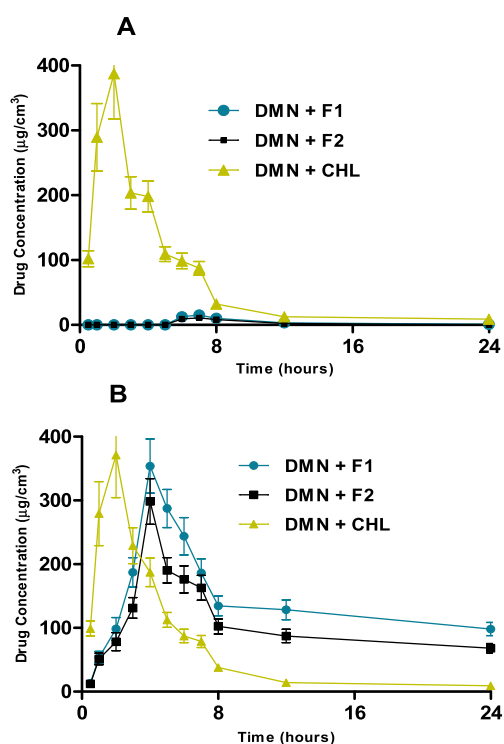 A
Drug Concentration (µg/cm³)
400
300
200
100
0
DMN + F1
DMN + F2
DMN + CHL
0 8 16 24
Time (hours)
B
Drug Concentration (µg/cm³)
400
300
200
100
0
DMN + F1
DMN + F2
DMN + CHL
0 8 16 24
Time (hours)